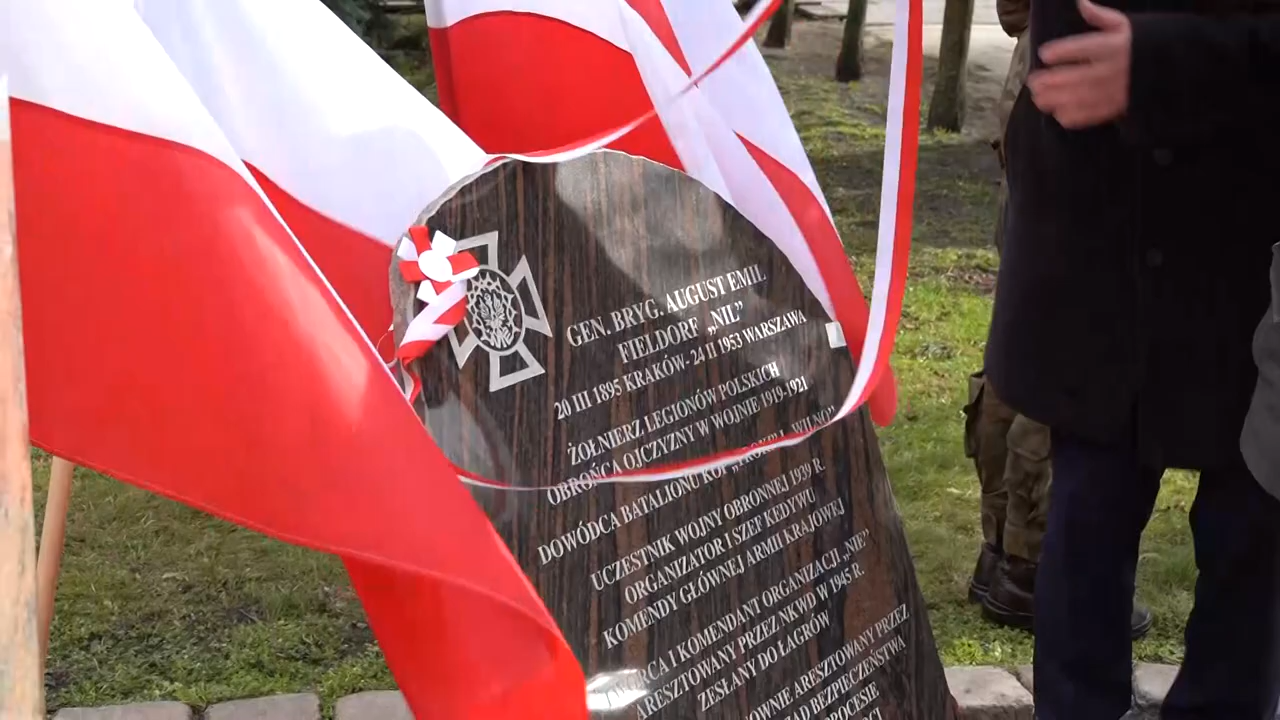 GEN. BRYG. AUGUST EMIL
FIELDORF „NIL”
20 III 1895 KRAKÓW- 24 II 1953 WARSZAWA
ŻOŁNIERZ LEGIONÓW POLSKICH
OBROŃCA OJCZYZNY W WOJNIE 1919-1921
DOWÓDCA BATALIONU KOP WILNO”
UCZESTNIK WOJNY OBRONNEJ 1939 R.
ORGANIZATOR I SZEF KEDYWU
KOMENDY GŁÓWNEJ ARMII KRAJOWEJ
I KOMENDANT ORGANIZACJI „NIE”
ARESZTOWANY PRZEZ NKWD W 1945 R.
ZESŁANY DO ŁAGRÓW
ARESZTOWANY PRZEZ
BEZPIECZEŃSTWA